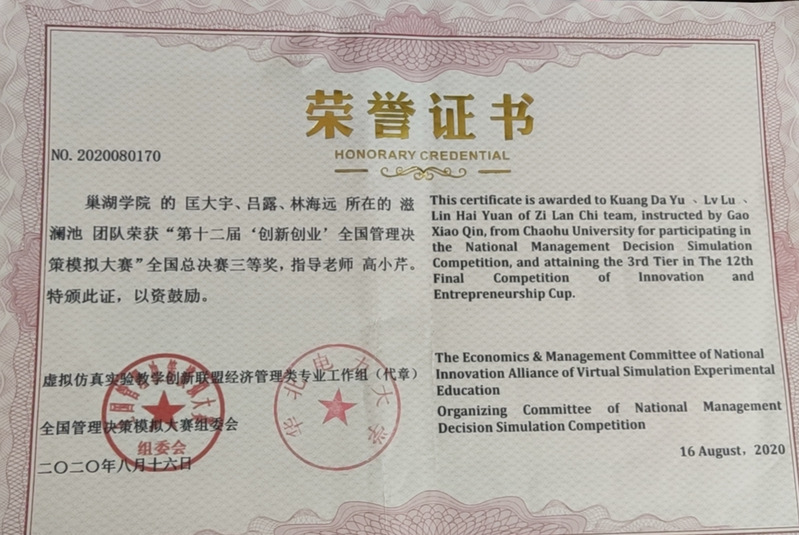 荣誉证书
HONORARY CREDENTIAL
NO. 2020080170
巢湖学院 的 匡大宇、吕露、林海远 所在的 滋
澜池 团队荣获“第十二届‘创新创业’全国管理决
策模拟大赛”全国总决赛三等奖，指导老师 高小芹。
特颁此证，以资鼓励。
虚拟仿真实验教学创新联盟经济管理类专业工作组（代章）
全国管理决策模拟大赛组委会
二〇二〇年八月十六日
组委会
This certificate is awarded to Kuang Da Yu 、Lv Lu 、
Lin Hai Yuan of Zi Lan Chi team, instructed by Gao
Xiao Qin, from Chaohu University for participating in
the National Management Decision Simulation
Competition, and attaining the 3rd Tier in The 12th
Final Competition of Innovation and
Entrepreneurship Cup.
The Economics & Management Committee of National
Innovation Alliance of Virtual Simulation Experimental
Education
Organizing Committee of National Management
Decision Simulation Competition
16 August，2020